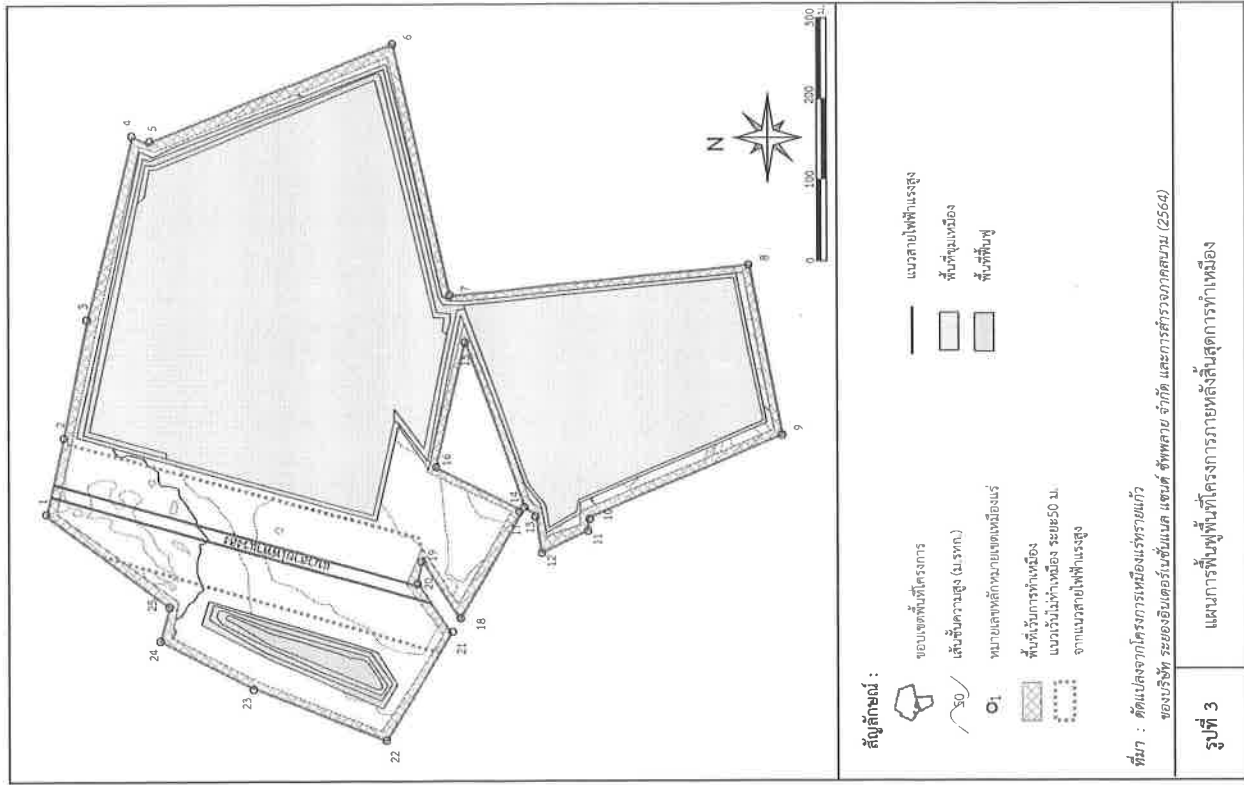 1
2
3
4
5
6
7
8
9
10
11
12
13
14
15
16
17
18
19
20
21
22
23
24
25
N
0 100 200 300
ม.
สัญลักษณ์ :
ขอบเขตพื้นที่โครงการ
50 เส้นชั้นความสูง (ม.รทก.)
1 หมายเลขหลักหมายเขตเหมืองแร่
พื้นที่เว้นการทำเหมือง
แนวเว้นไม่ทำเหมือง ระยะ50 ม.
จากแนวสายไฟฟ้าแรงสูง
แนวสายไฟฟ้าแรงสูง
พื้นที่ขุมเหมือง
พื้นที่ฟื้นฟู
ที่มา : ดัดแปลงจากโครงการเหมืองแร่ทรายแก้ว
ของบริษัท ระยองอินเตอร์เนชั่นแนล แซนด์ ซัพพลาย จำกัด และการสำรวจภาคสนาม (2564)
รูปที่ 3
แผนการฟื้นฟูพื้นที่โครงการภายหลังสิ้นสุดการทำเหมือง